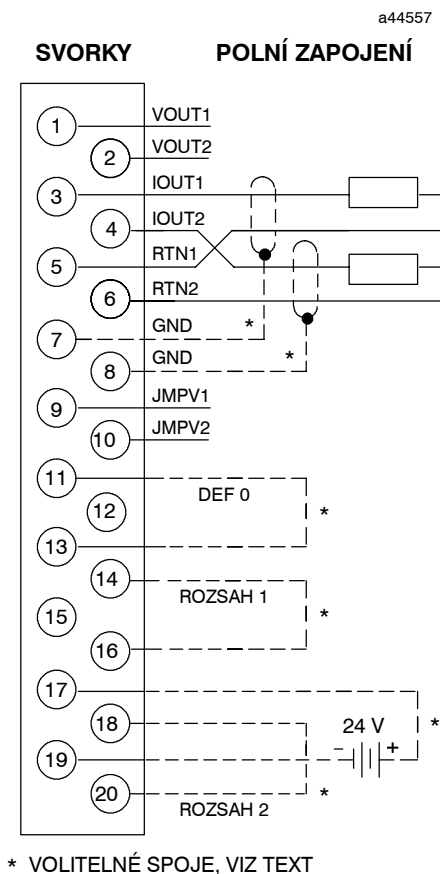 a44557
SVORKY POLNÍ ZAPOJENÍ
1 VOUT1
2 VOUT2
3 IOUT1
4 IOUT2
5 RTN1
6 RTN2
7 GND *
8 GND *
9 JMPV1
10 JMPV2
11
DEF 0
12 *
13
14
ROZSAH 1
15 *
16
17
18 24 V *
19 - +
20 *
ROZSAH 2
* VOLITELNÉ SPOJE, VIZ TEXT